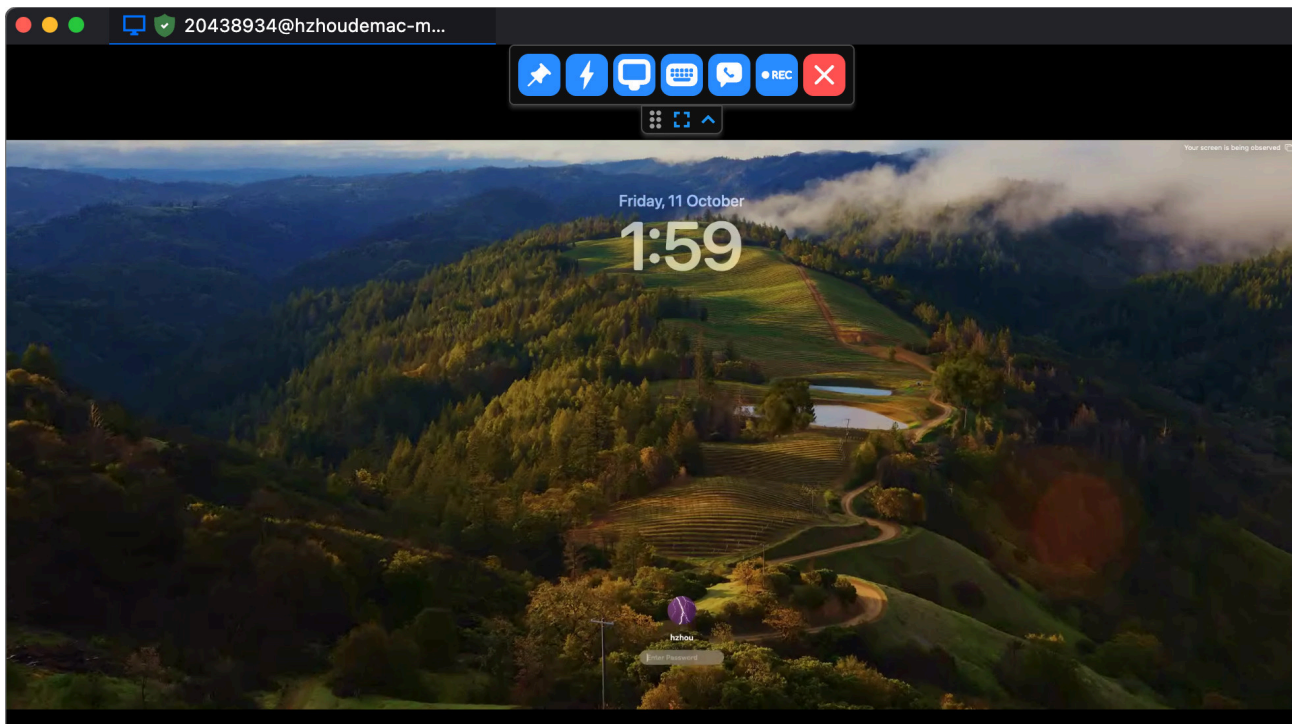 20438934@hzhoudemac-m...
REC
Your screen is being observed
Friday, 11 October
1:59
hzhou
Enter Password